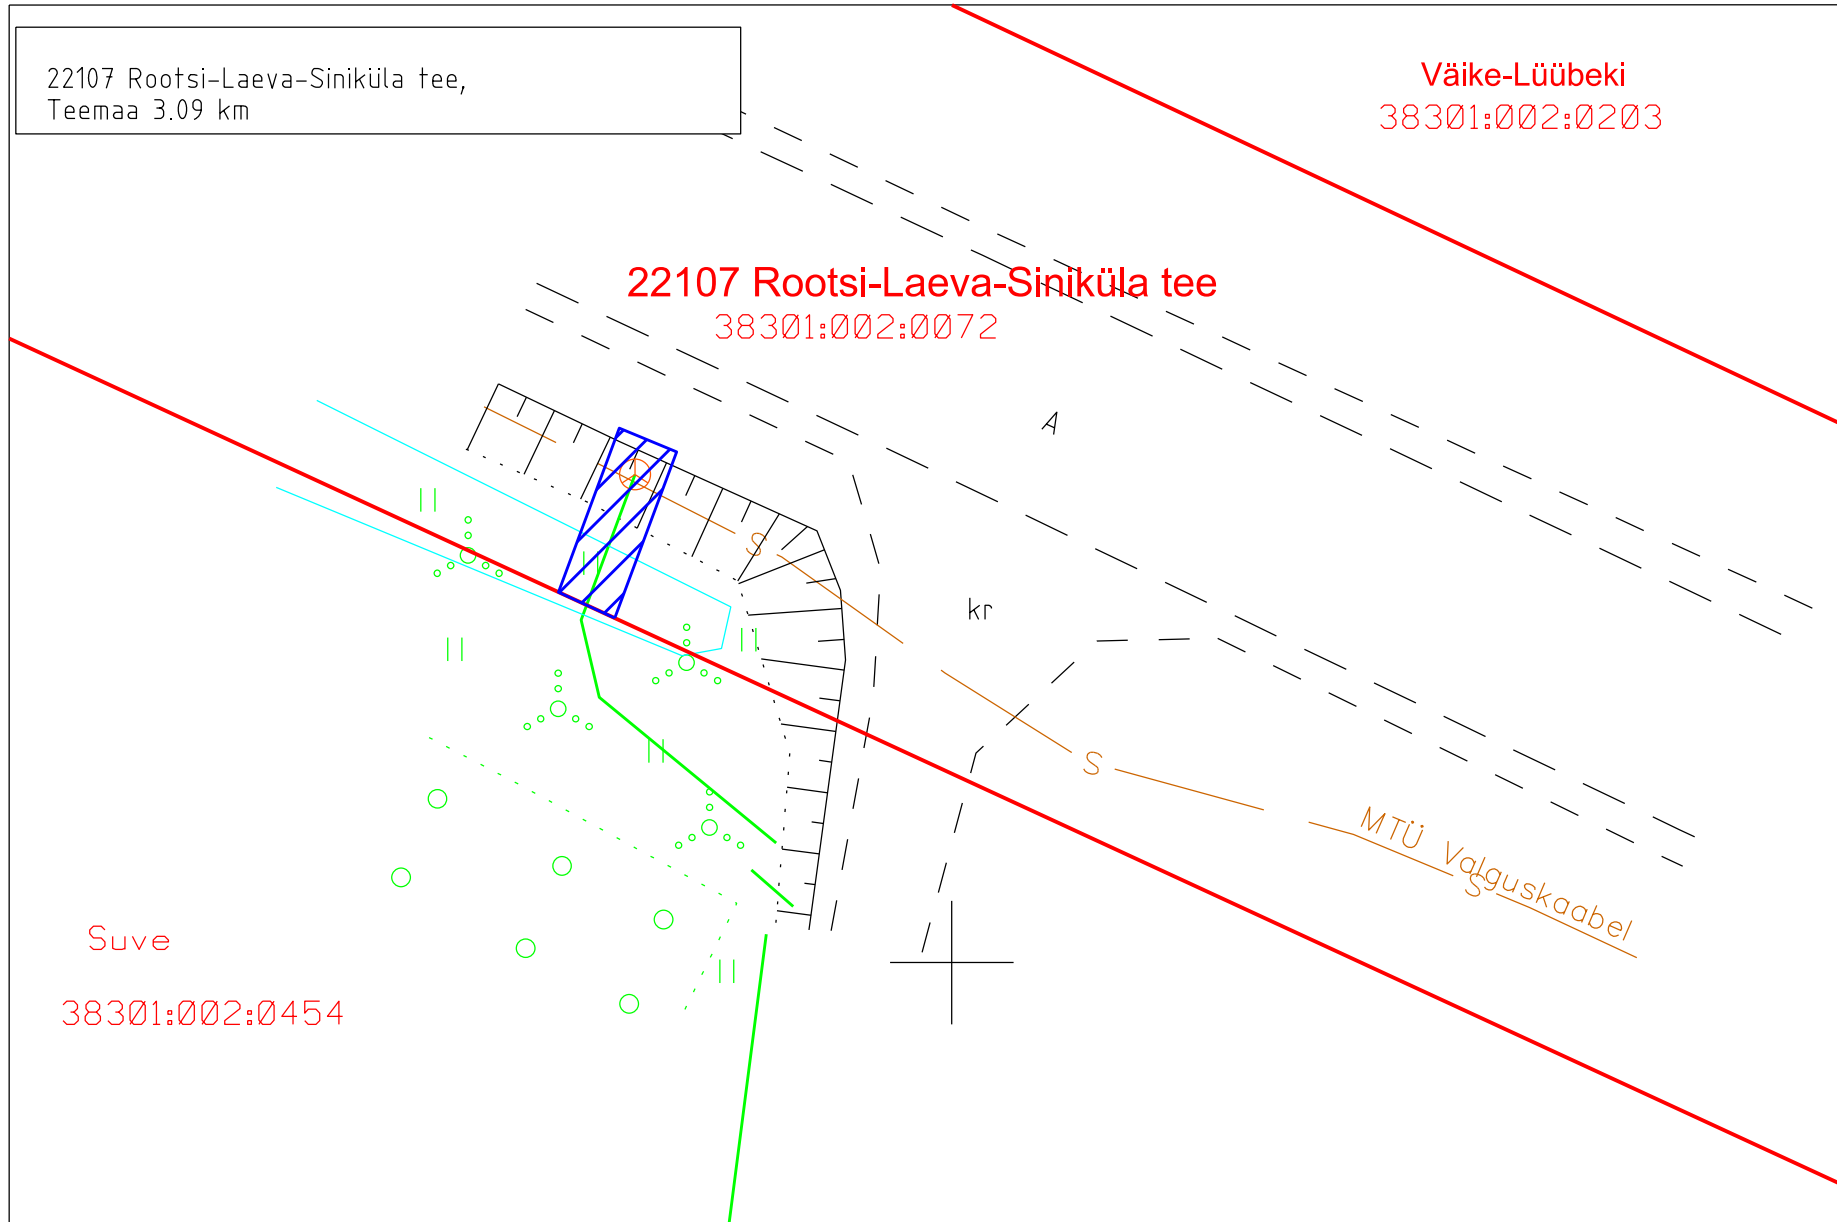 22107 Rootsi-Laeva-Siniküla tee,
Teemaa 3.09 km
Väike-Lüübeki
38301:002:0203
22107 Rootsi-Laeva-Siniküla tee
38301:002:0072
A
S
kr
S
MTÜ Valguskaabel
S
Suve
38301:002:0454